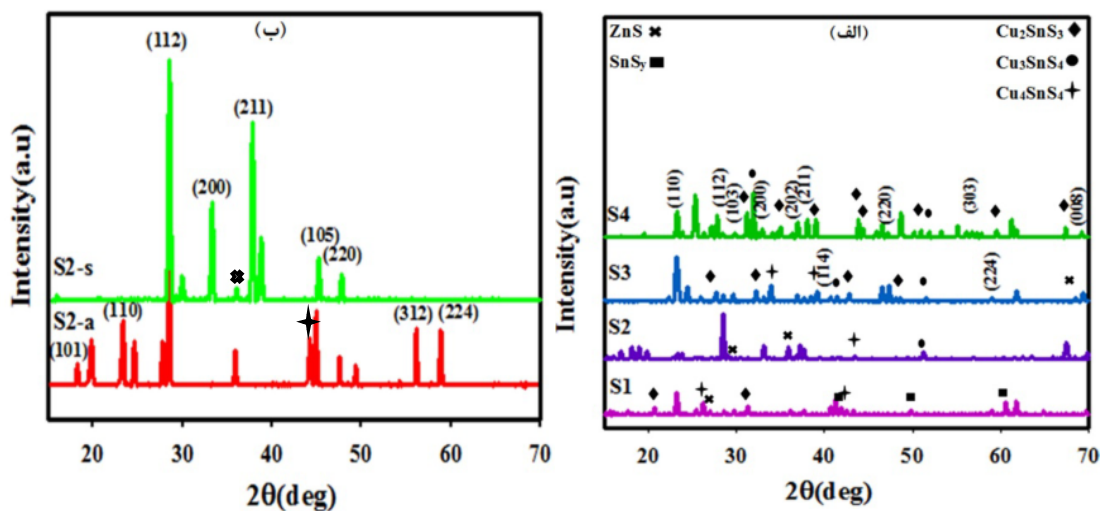 (ب)
(112)
(211)
(200)
(105)
(220)
S2-s
S2-a
(101)
(110)
(312)
(224)
Intensity(a.u)
20 30 40 50 60 70
2θ(deg)
ZnS
SnSy
(الف)
Cu2SnS3
Cu3SnS4
Cu4SnS4
S4
(110)
(112)
(103)
(200)
(202)
(211)
(220)
(303)
(008)
S3
(114)
(224)
S2
S1
Intensity(a.u)
20 30 40 50 60 70
2θ(deg)